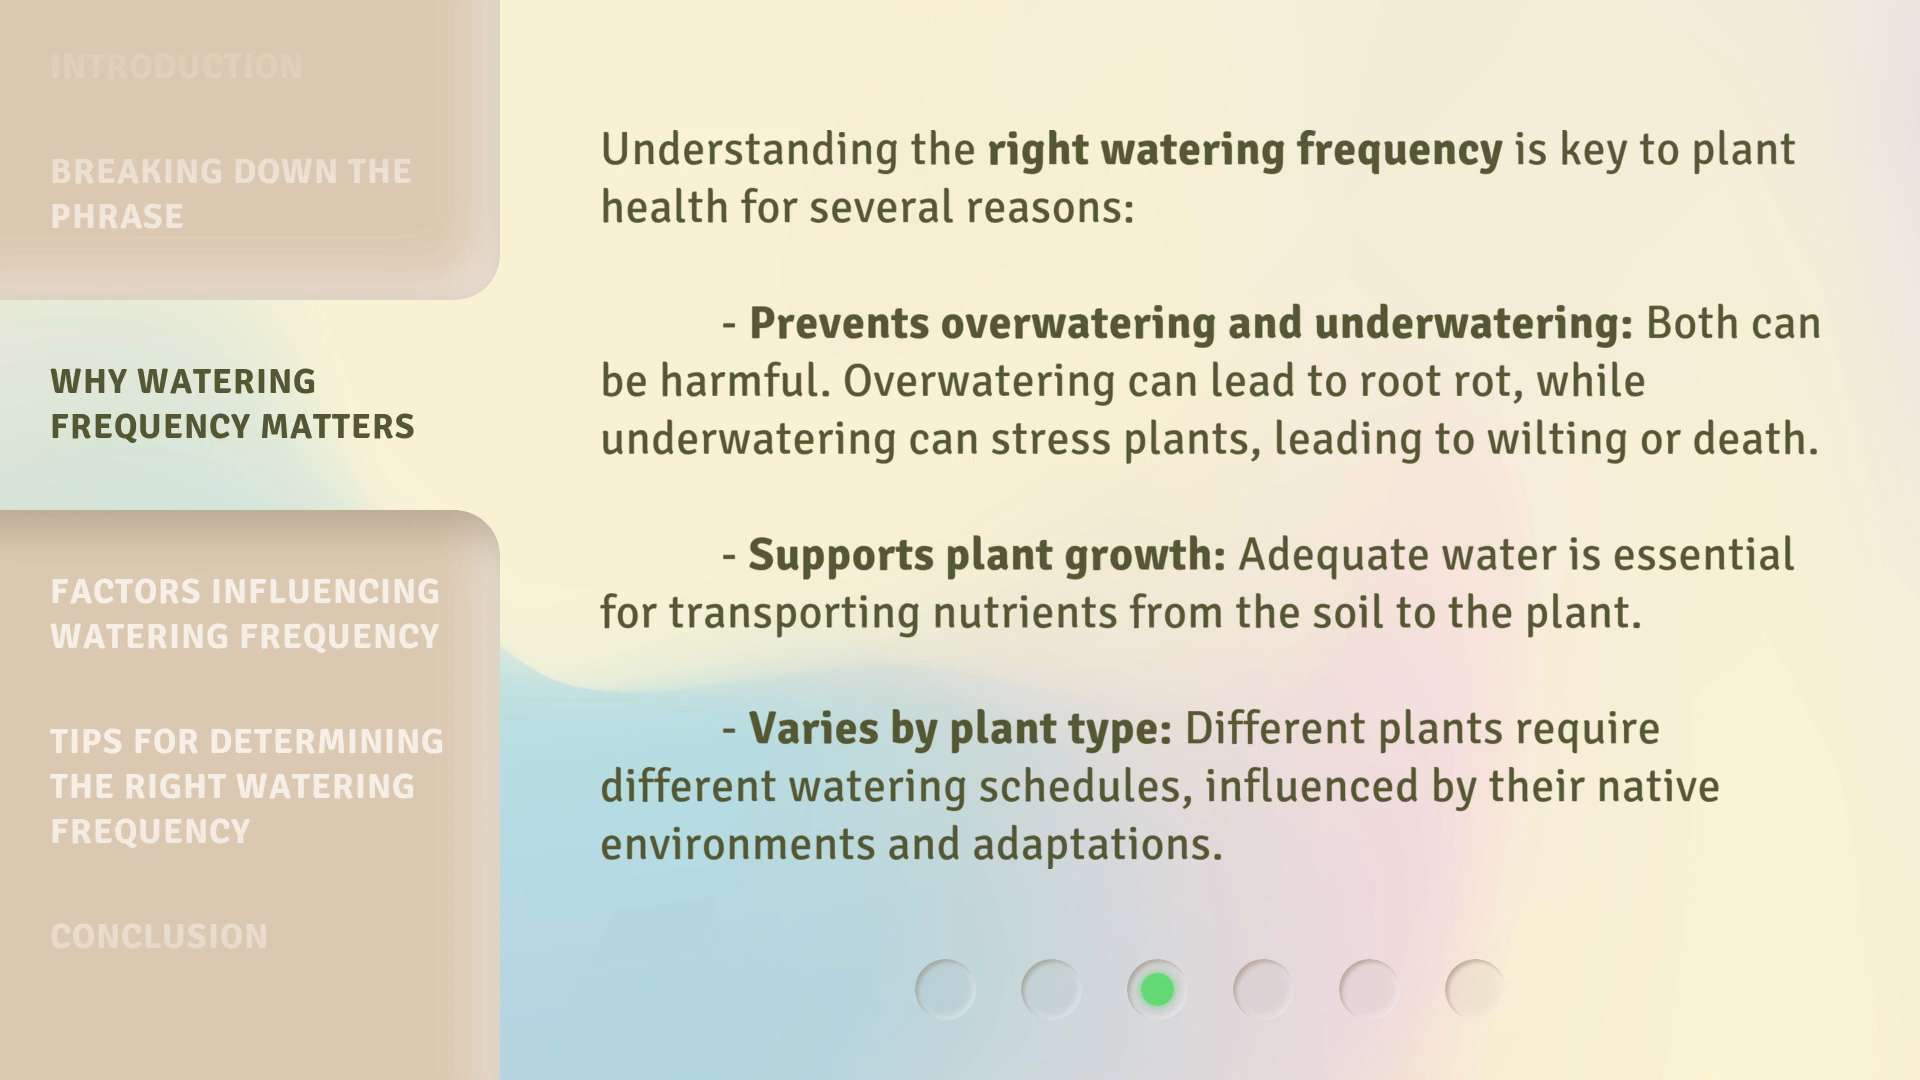 INTRODUCTION
BREAKING DOWN THE
PHRASE
WHY WATERING
FREQUENCY MATTERS
FACTORS INFLUENCING
WATERING FREQUENCY
TIPS FOR DETERMINING
THE RIGHT WATERING
FREQUENCY
CONCLUSION
Understanding the right watering frequency is key to plant
health for several reasons:
- Prevents overwatering and underwatering: Both can
be harmful. Overwatering can lead to root rot, while
underwatering can stress plants, leading to wilting or death.
- Supports plant growth: Adequate water is essential
for transporting nutrients from the soil to the plant.
- Varies by plant type: Different plants require
different watering schedules, influenced by their native
environments and adaptations.